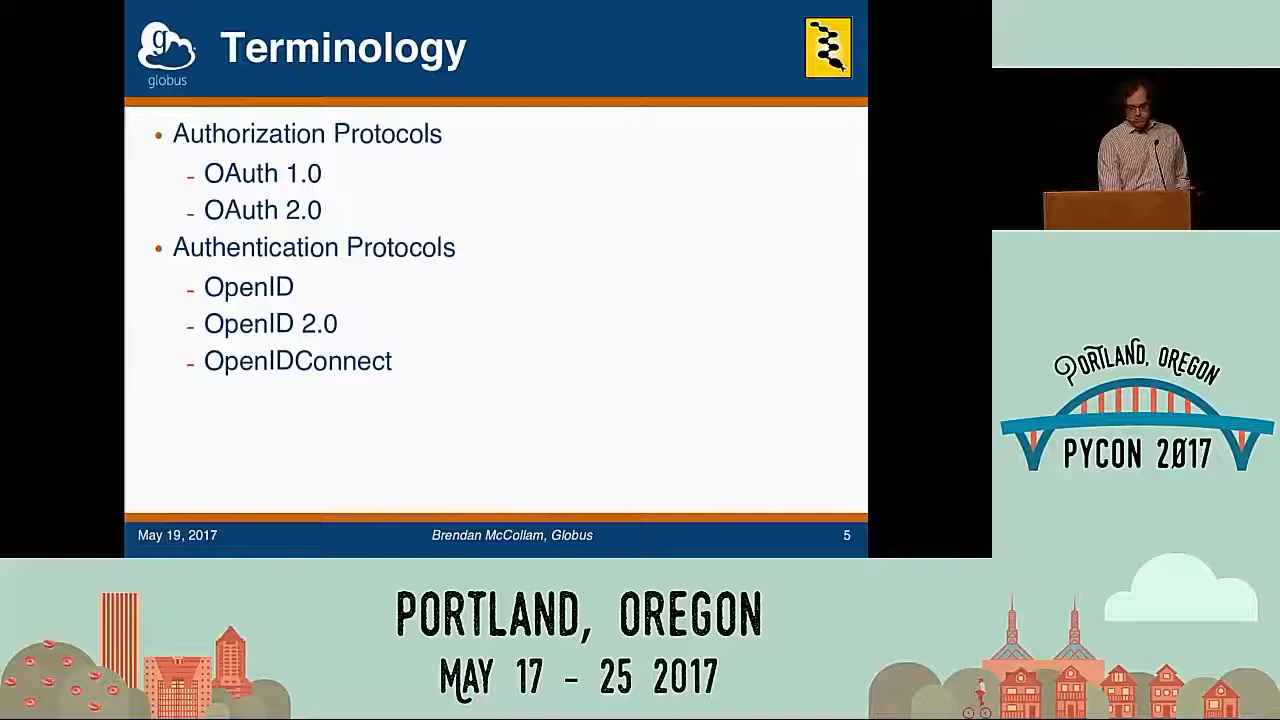 g
globus
Terminology
• Authorization Protocols
- OAuth 1.0
- OAuth 2.0
• Authentication Protocols
- OpenID
- OpenID 2.0
- OpenIDConnect
May 19, 2017
Brendan McCollam, Globus
5
PORTLAND, OREGON
PYCON 2017
PORTLAND, OREGON
MAY 17 - 25 2017